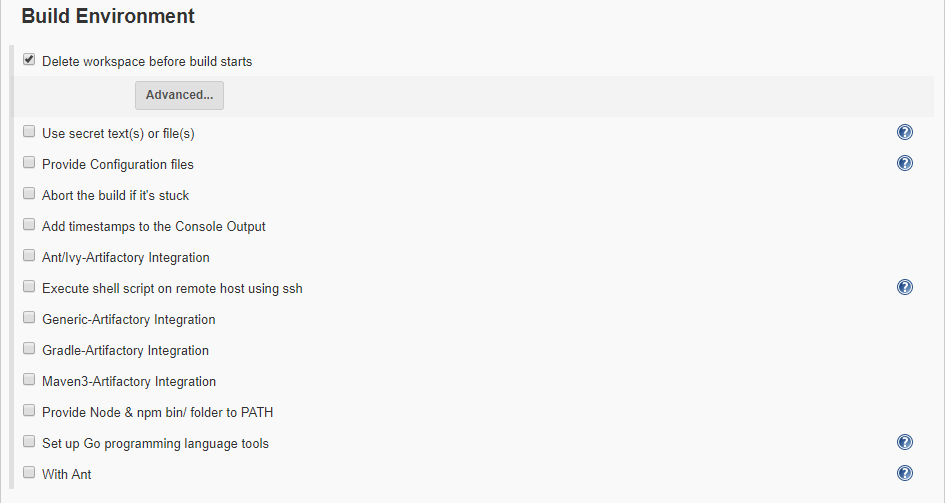 Build Environment
Delete workspace before build starts
Advanced...
Use secret text(s) or file(s)
?
Provide Configuration files
?
Abort the build if it's stuck
Add timestamps to the Console Output
Ant/Ivy-Artifactory Integration
Execute shell script on remote host using ssh
?
Generic-Artifactory Integration
Gradle-Artifactory Integration
Maven3-Artifactory Integration
Provide Node & npm bin/ folder to PATH
Set up Go programming language tools
?
With Ant
?